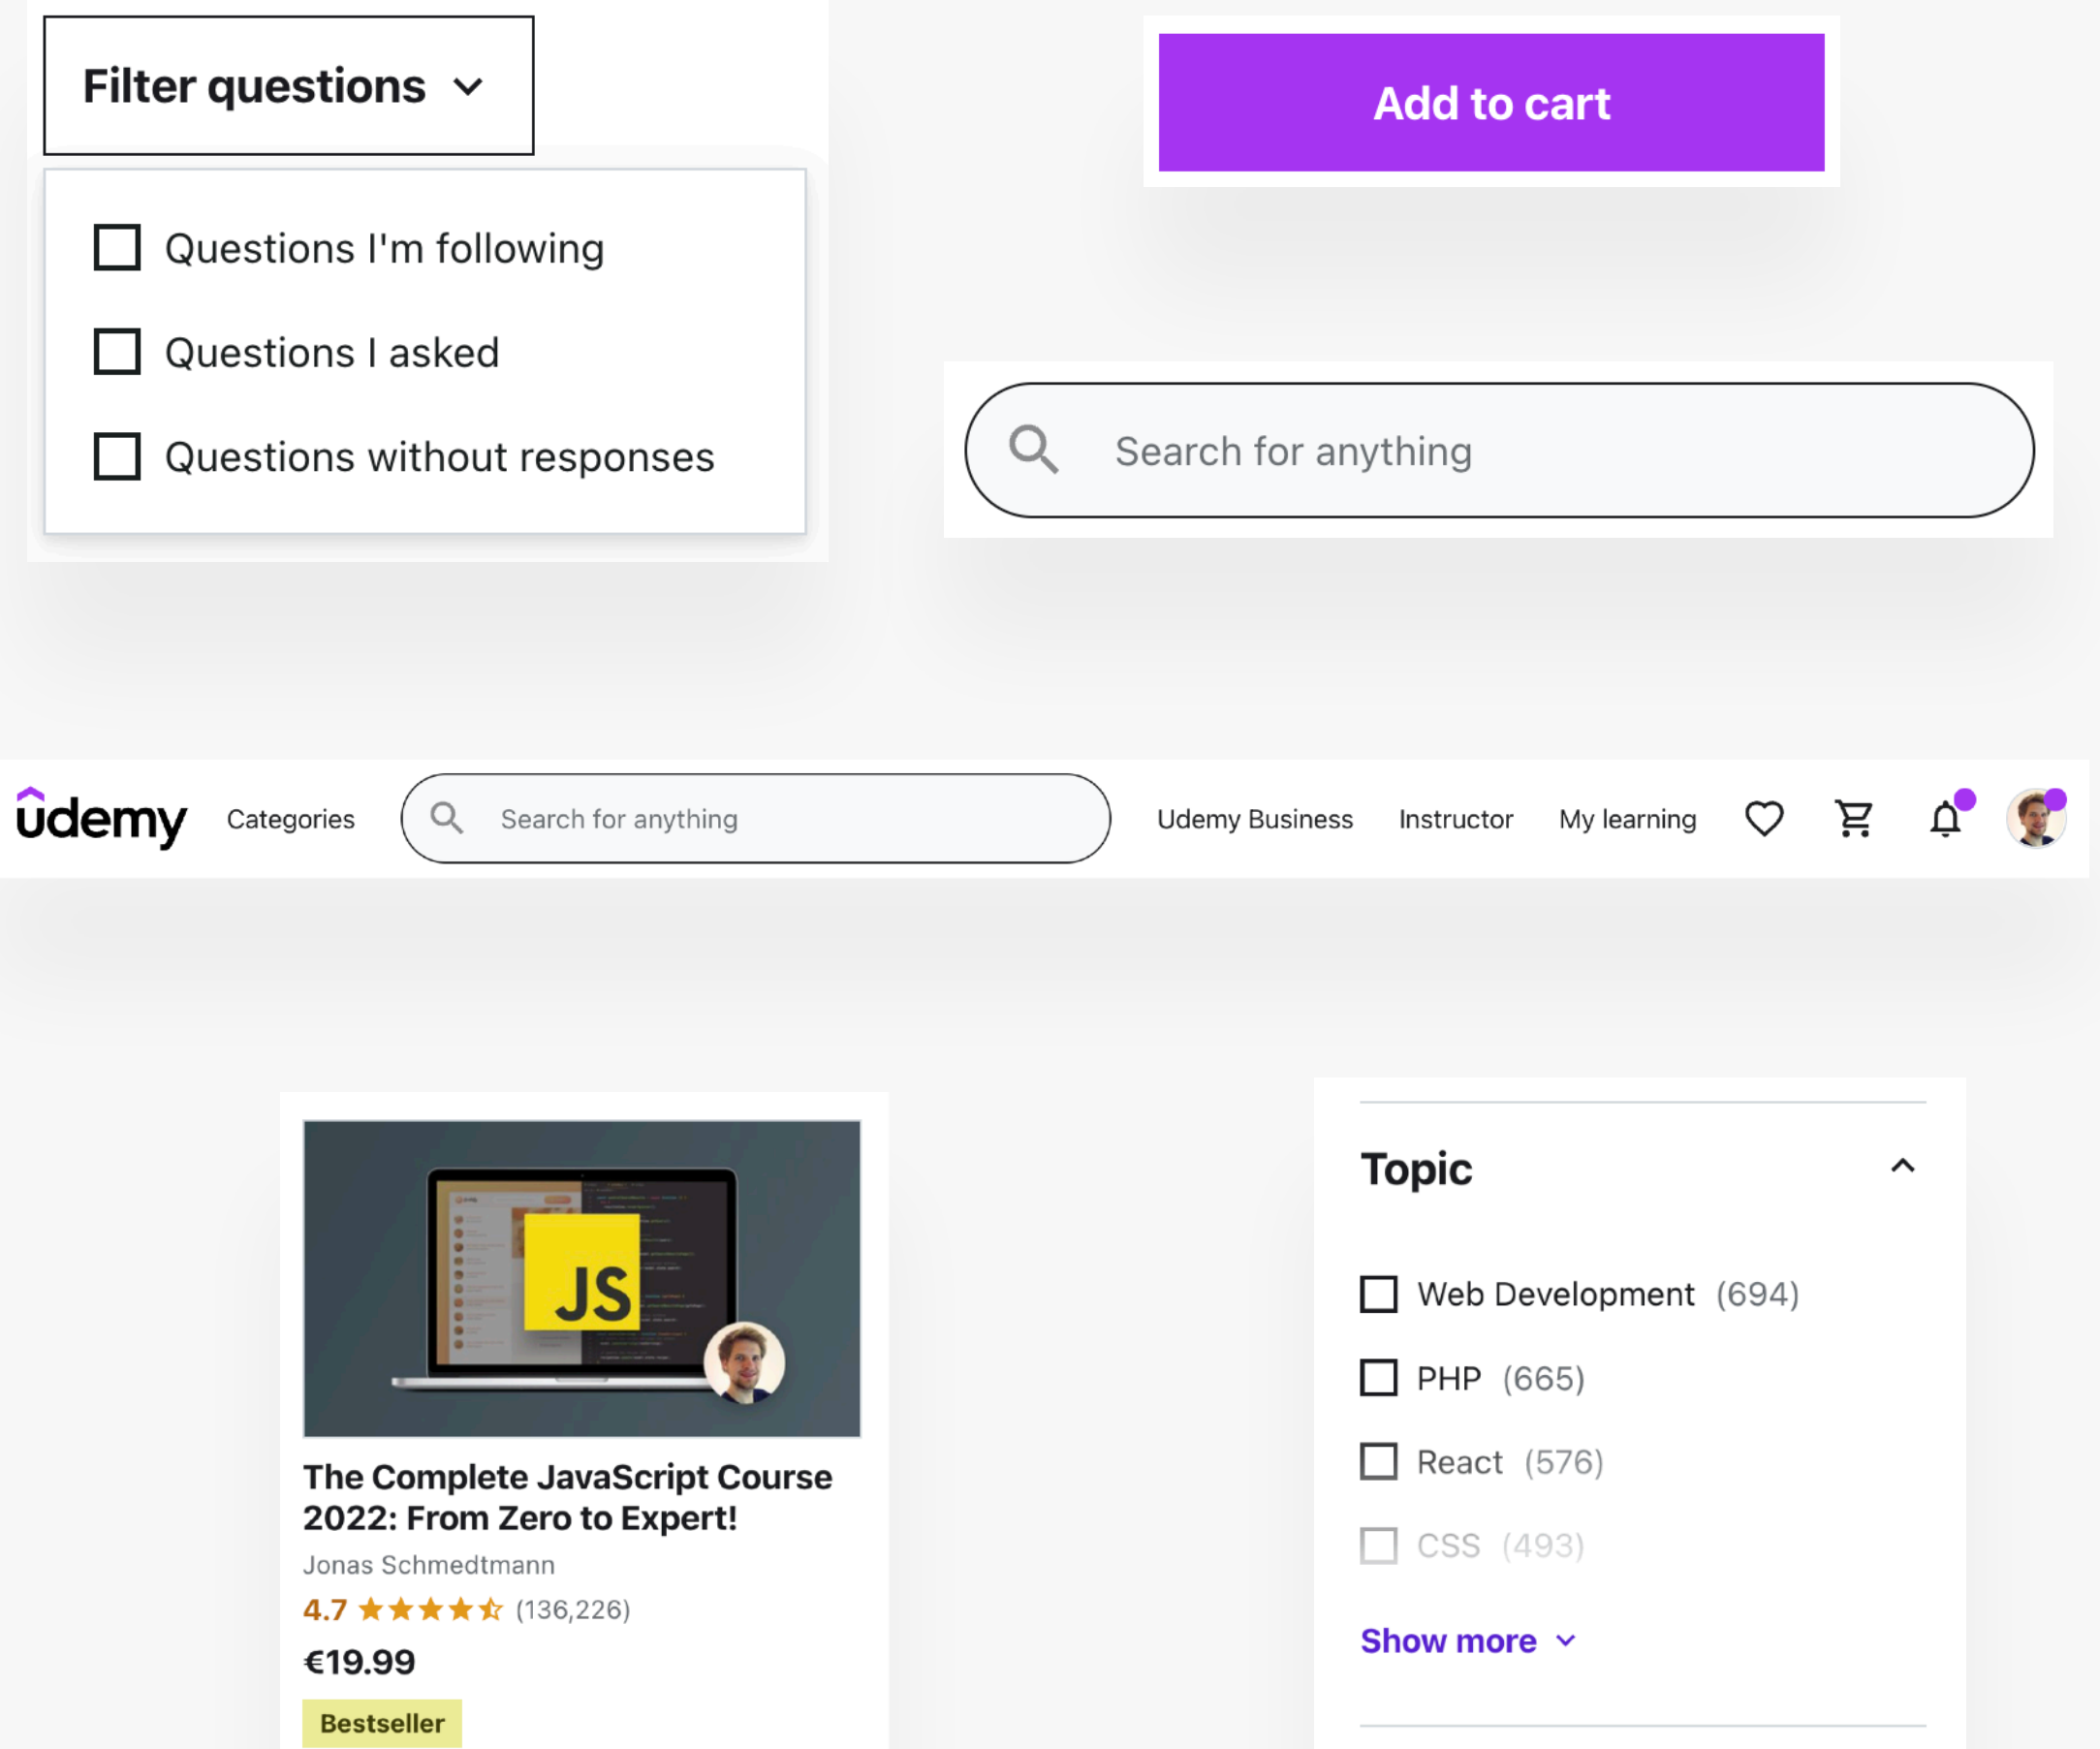 Filter questions
Questions I'm following
Questions I asked
Questions without responses
Add to cart
Search for anything
ûdemy Categories Search for anything Udemy Business Instructor My learning
JS
The Complete JavaScript Course
2022: From Zero to Expert!
Jonas Schmedtmann
4.7 (136,226)
€19.99
Bestseller
Topic
Web Development (694)
PHP (665)
React (576)
CSS (493)
Show more